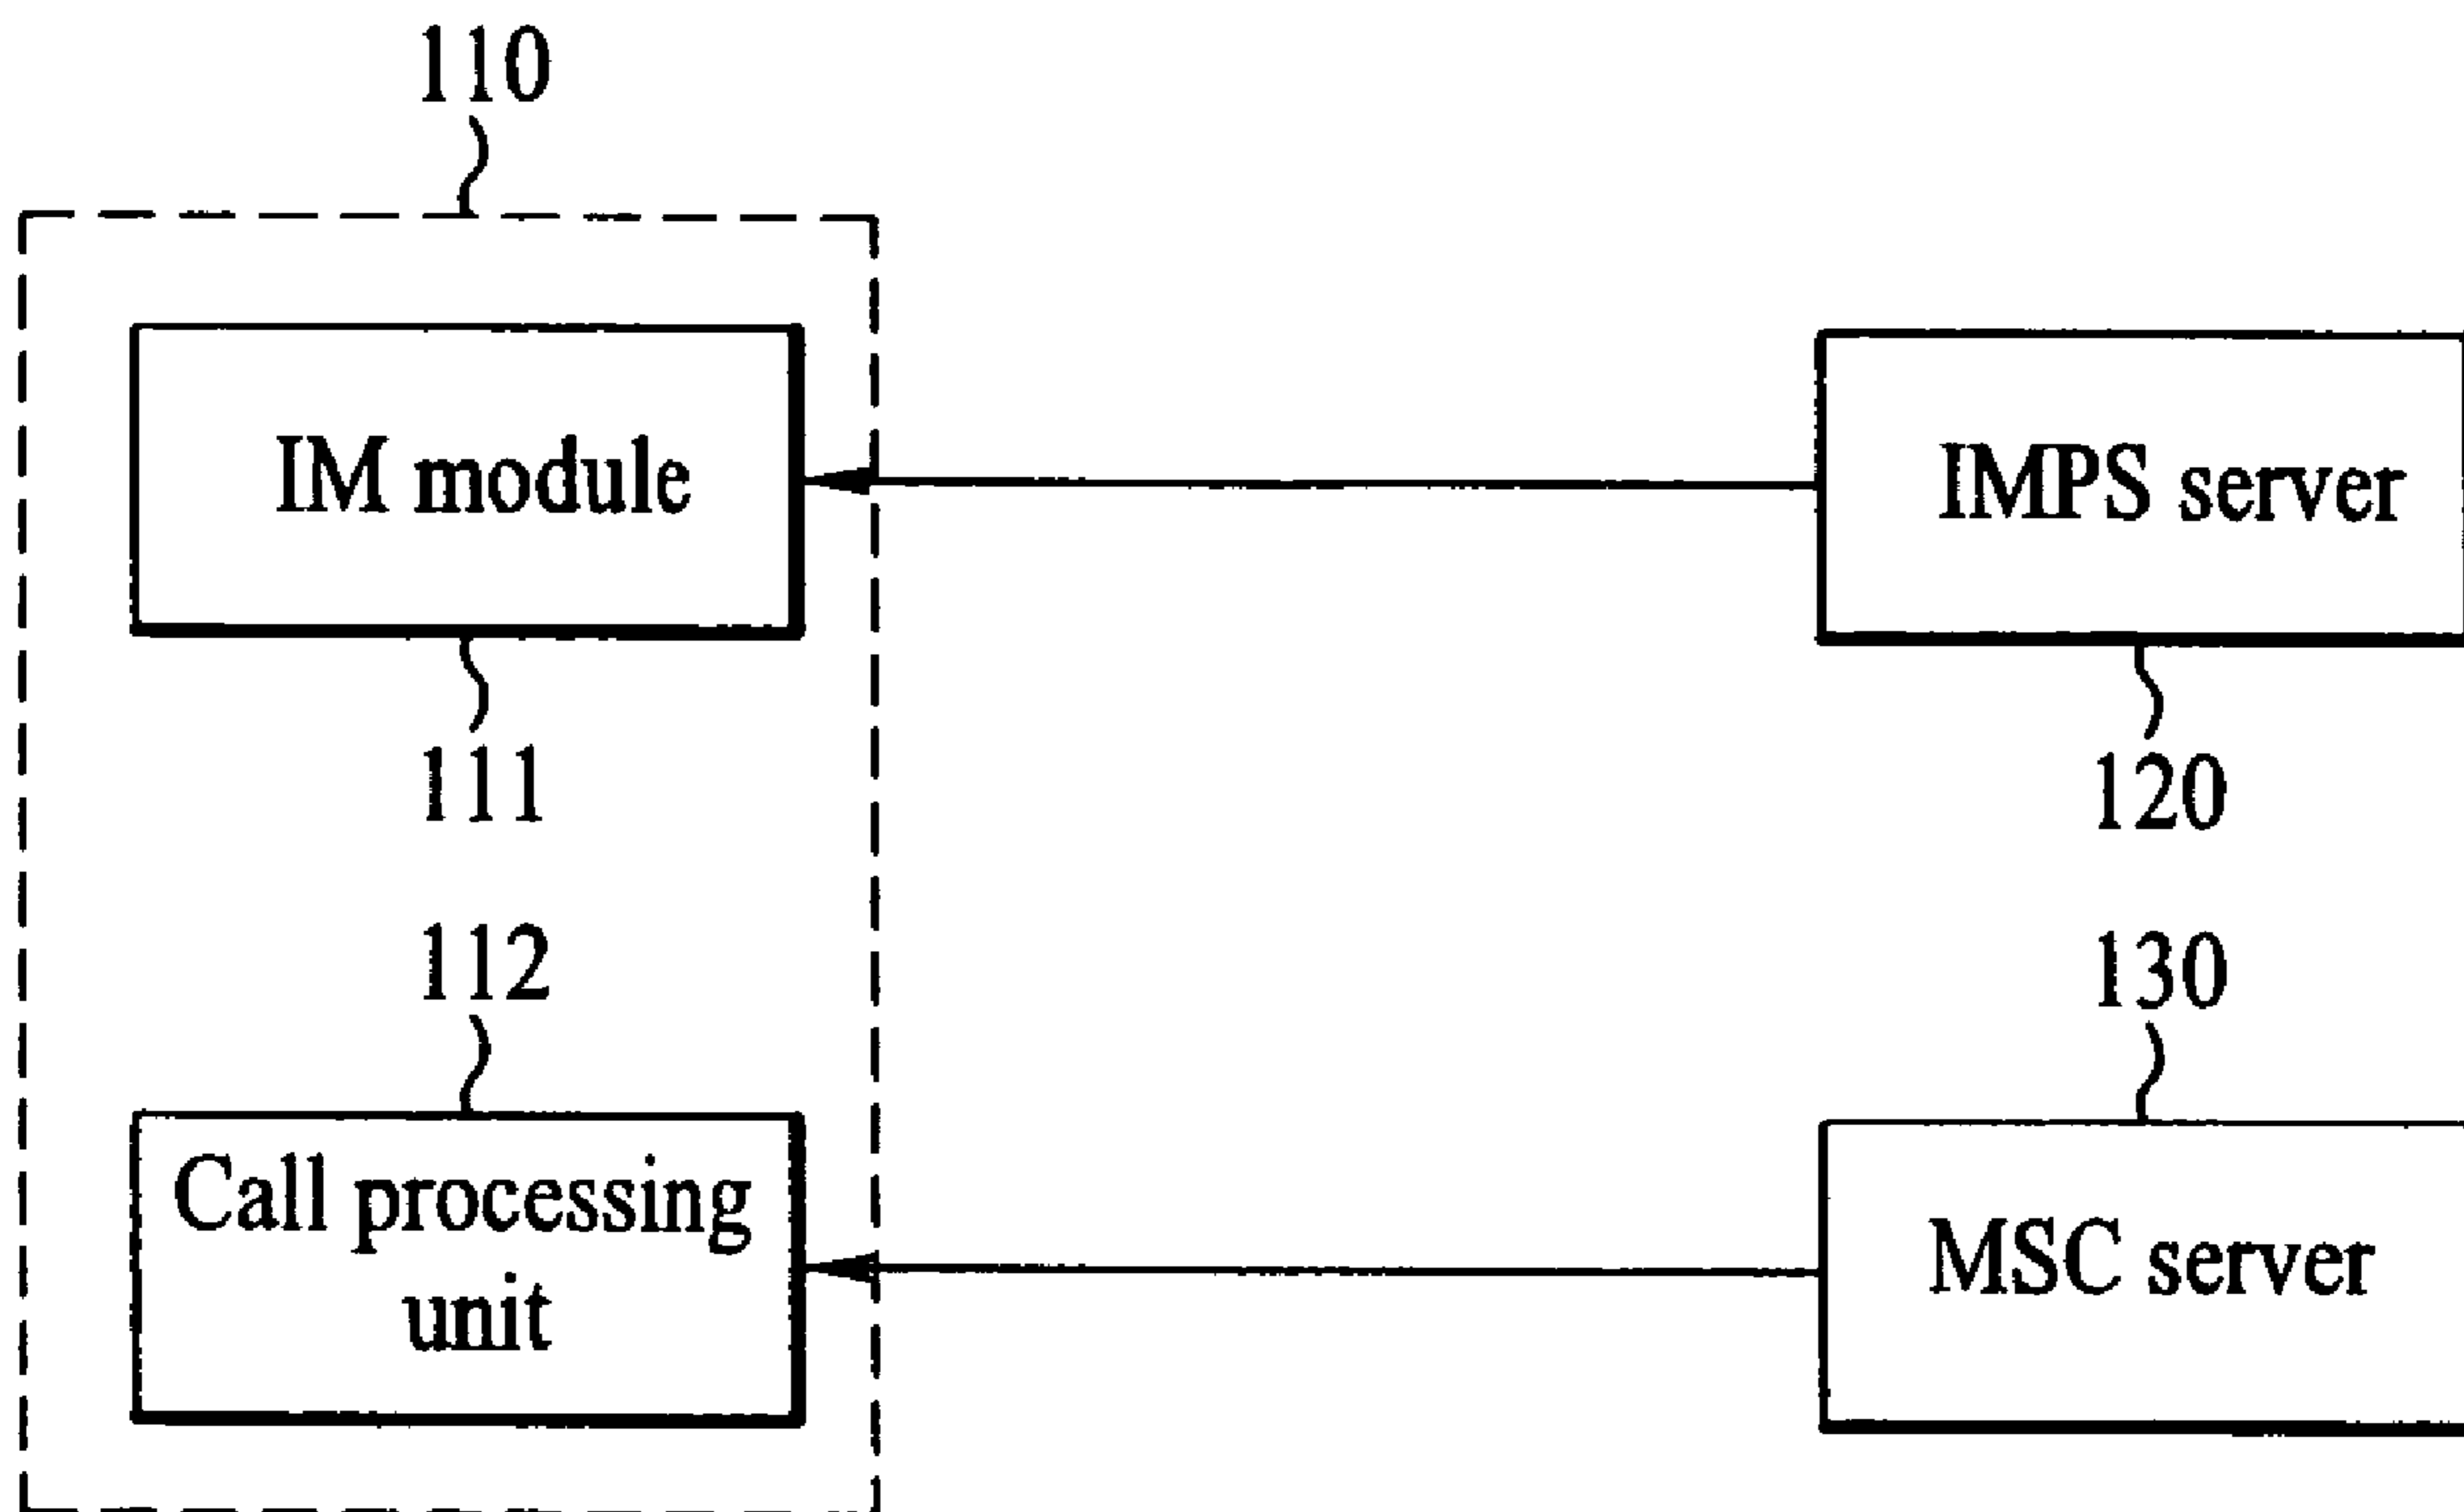 110
IM module
111
IMPS server
120
112
Call processing
unit
130
MSC server